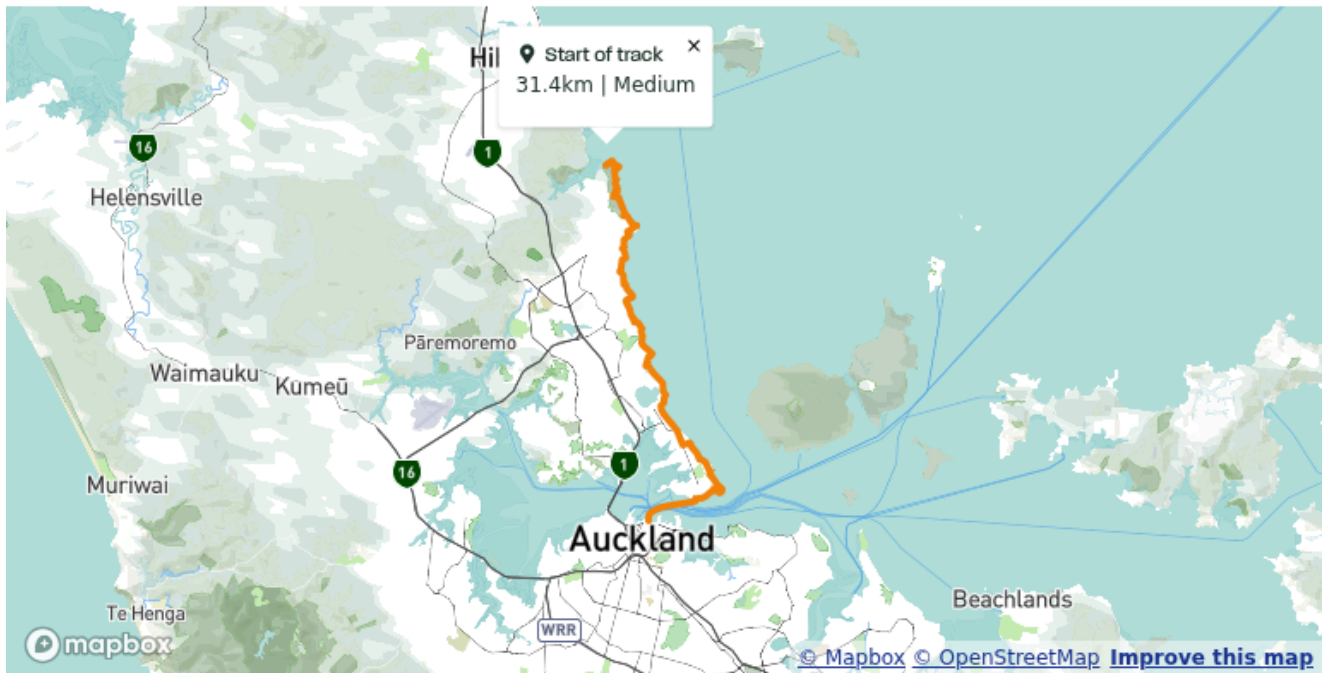 Hi
Start of track
×
31.4km | Medium
16
1
Helensville
Pāremoremo
Waimauku
Kumeū
16
1
Muriwai
Auckland
Te Henga
Beachlands
WRR
mapbox
© Mapbox © OpenStreetMap Improve this map